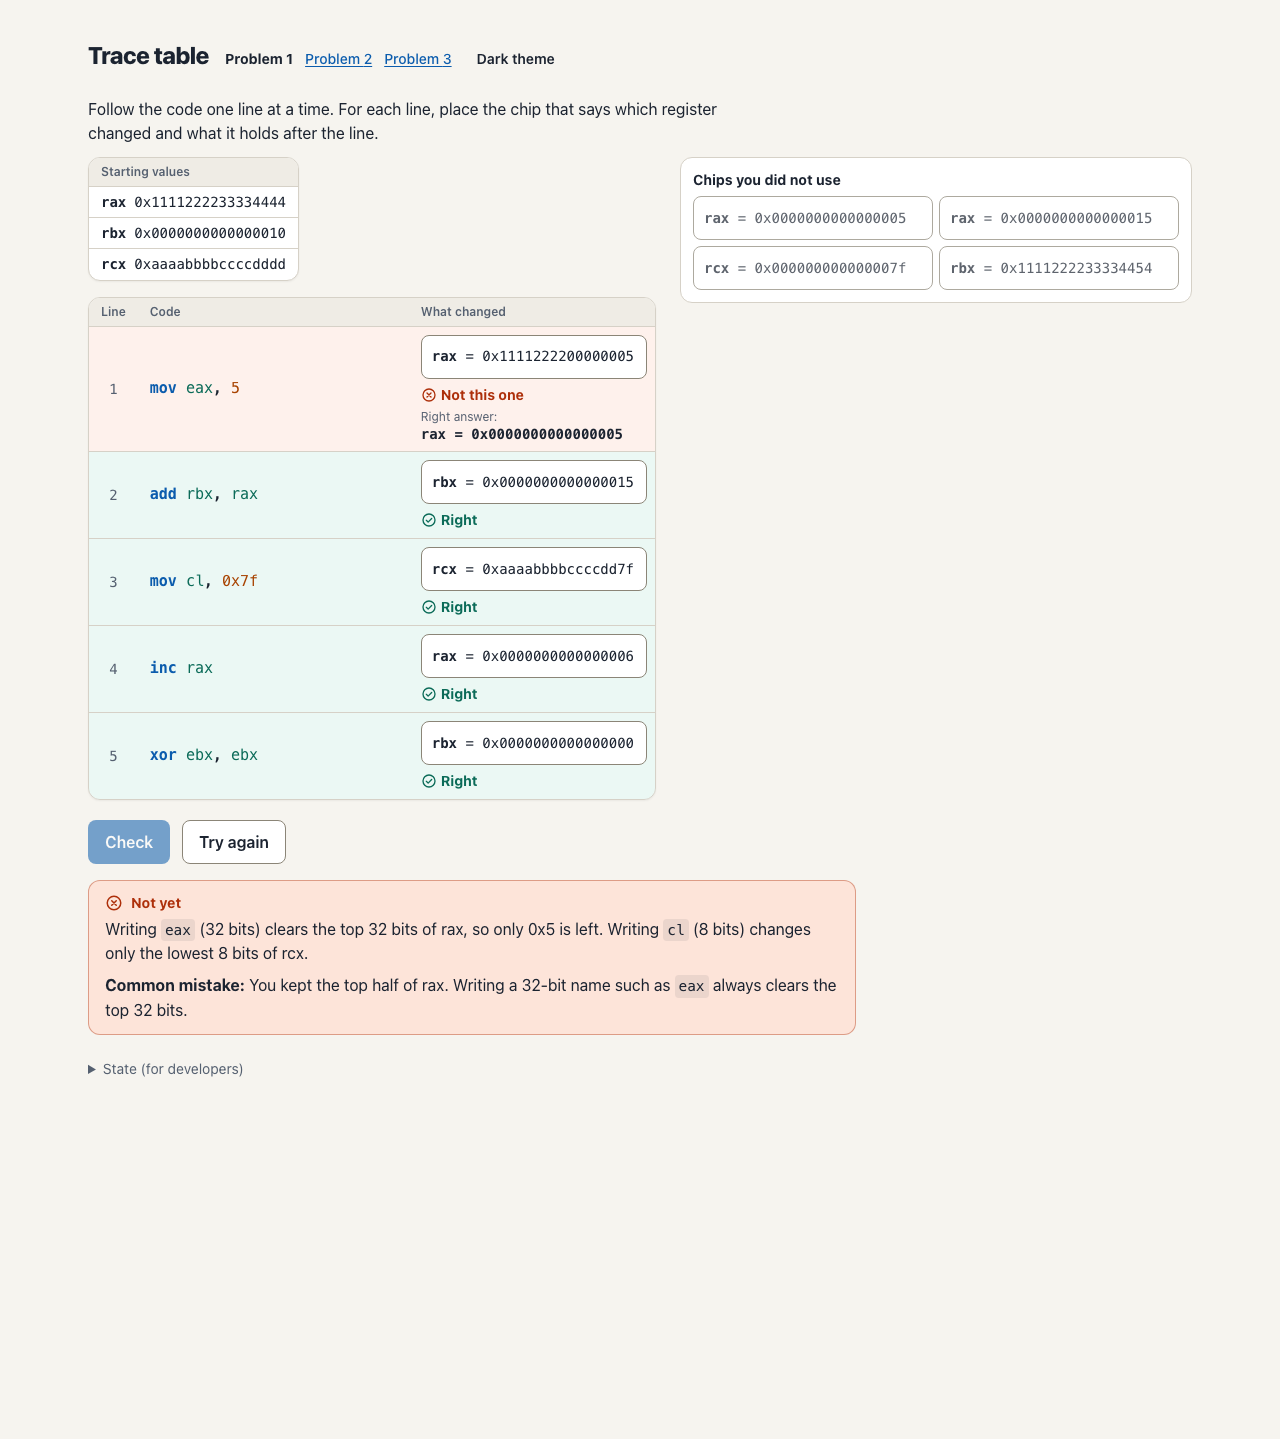 Trace table Problem 1 Problem 2 Problem 3 Dark theme
Follow the code one line at a time. For each line, place the chip that says which register
changed and what it holds after the line.
Starting values
rax 0x1111222233334444
rbx 0x0000000000000010
rcx 0xaaaabbbbccccdddd
Chips you did not use
rax = 0x0000000000000005 rax = 0x0000000000000015
rcx = 0x000000000000007f rbx = 0x1111222233334454
Line Code What changed
1 mov eax, 5 rax = 0x1111222200000005
Not this one
Right answer:
rax = 0x0000000000000005
2 add rbx, rax rbx = 0x0000000000000015
Right
3 mov cl, 0x7f rcx = 0xaaaabbbbccccdd7f
Right
4 inc rax rax = 0x0000000000000006
Right
5 xor ebx, ebx rbx = 0x0000000000000000
Right
Check Try again
Not yet
Writing eax (32 bits) clears the top 32 bits of rax, so only 0x5 is left. Writing cl (8 bits) changes
only the lowest 8 bits of rcx.
Common mistake: You kept the top half of rax. Writing a 32-bit name such as eax always clears the
top 32 bits.
State (for developers)